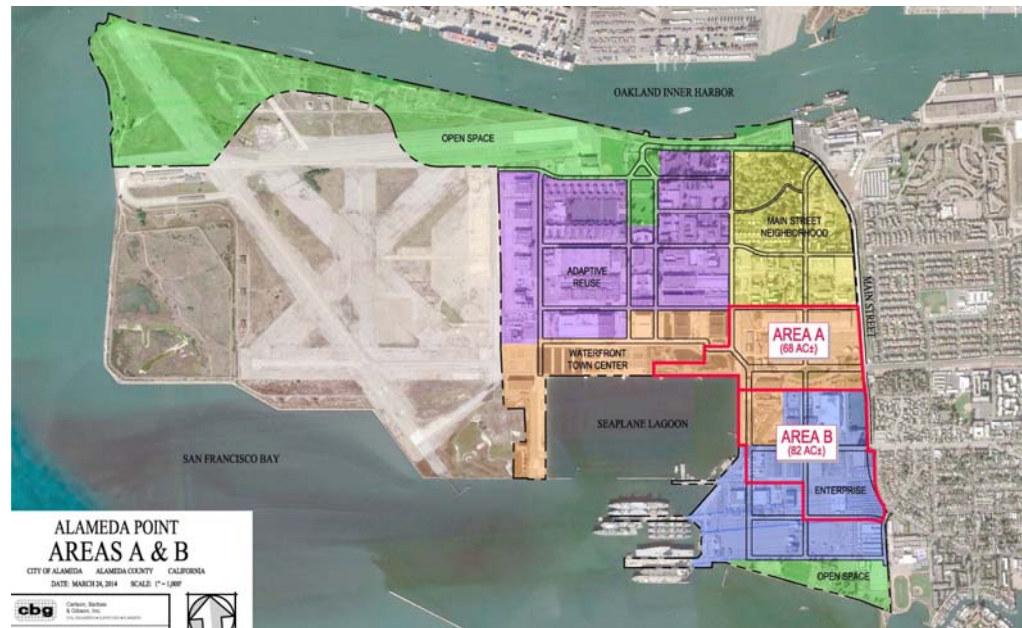 OAKLAND INNER HARBOR
OPEN SPACE
MAIN STREET
NEIGHBORHOOD
ADAPTIVE
REUSE
MAIN STREET
AREA A
(68 AC±)
WATERFRONT
TOWN CENTER
SEAPLANE LAGOON
AREA B
(82 AC±)
SAN FRANCISCO BAY
ENTERPRISE
OPEN SPACE
ALAMEDA POINT
AREAS A & B
CITY OF ALAMEDA ALAMEDA COUNTY CALIFORNIA
DATE: MARCH 24, 2014 SCALE: 1" = 1,000'
cbg
Carlson, Barbee
& Gibson, Inc.